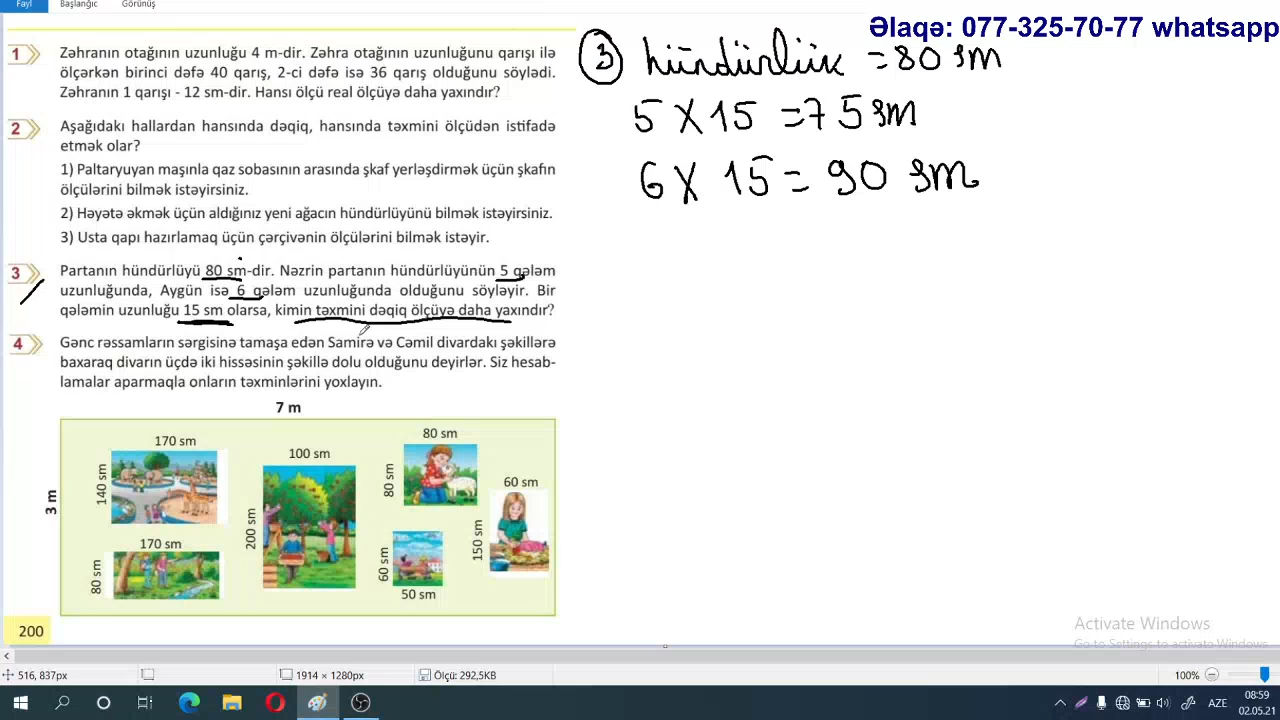 Fayl Başlanğıc Görünüş
Əlaqə: 077-325-70-77 whatsapp
1 Zəhranın otağının uzunluğu 4 m-dir. Zəhra otağının uzunluğunu qarışı ilə
ölçərkən birinci dəfə 40 qarış, 2-ci dəfə isə 36 qarış olduğunu söylədi.
Zəhranın 1 qarışı - 12 sm-dir. Hansı ölçü real ölçüyə daha yaxındır?
2 Aşağıdakı hallardan hansında dəqiq, hansında təxmini ölçüdən istifadə
etmək olar?
1) Paltaryuyan maşınla qaz sobasının arasında şkaf yerləşdirmək üçün şkafın
ölçülərini bilmək istəyirsiniz.
2) Həyətə əkmək üçün aldığınız yeni ağacın hündürlüyünü bilmək istəyirsiniz.
3) Usta qapı hazırlamaq üçün çərçivənin ölçülərini bilmək istəyir.
3 Partanın hündürlüyü 80 sm-dir. Nəzrin partanın hündürlüyünün 5 qələm
uzunluğunda, Aygün isə 6 qələm uzunluğunda olduğunu söyləyir. Bir
qələmin uzunluğu 15 sm olarsa, kimin təxmini dəqiq ölçüyə daha yaxındır?
4 Gənc rəssamların sərgisinə tamaşa edən Samirə və Cəmil divardakı şəkillərə
baxaraq divarın üçdə iki hissəsinin şəkillə dolu olduğunu deyirlər. Siz hesab-
lamalar aparmaqla onların təxminlərini yoxlayın.
7 m
3 m
170 sm
140 sm
170 sm
80 sm
100 sm
200 sm
80 sm
80 sm
60 sm
50 sm
60 sm
150 sm
200
3 hündürlük = 80 sm
5 X 15 = 75 sm
6 X 15 = 90 sm
Activate Windows
Go to Settings to activate Windows.
516, 837px 1914 × 1280px Ölçü: 292,5KB 100%
AZE
08:59
02.05.21